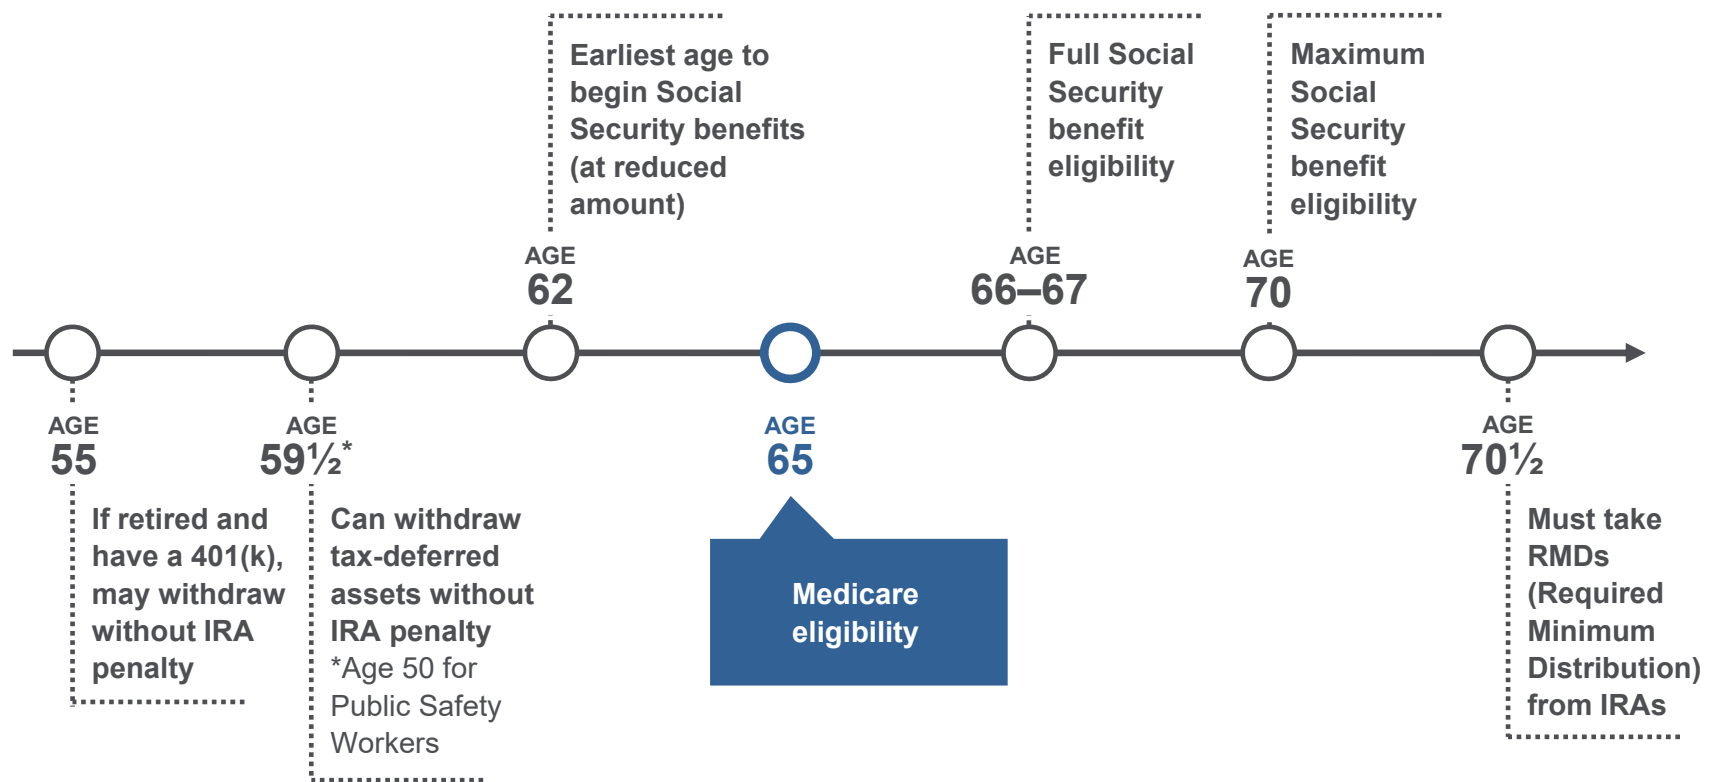 Earliest age to
begin Social
Security benefits
(at reduced
amount)
Full Social
Security
benefit
eligibility
Maximum
Social
Security
benefit
eligibility
AGE
62
AGE
66–67
AGE
70
AGE
55
AGE
59½*
AGE
65
AGE
70½
If retired and
have a 401(k),
may withdraw
without IRA
penalty
Can withdraw
tax-deferred
assets without
IRA penalty
*Age 50 for
Public Safety
Workers
Medicare
eligibility
Must take
RMDs
(Required
Minimum
Distribution)
from IRAs